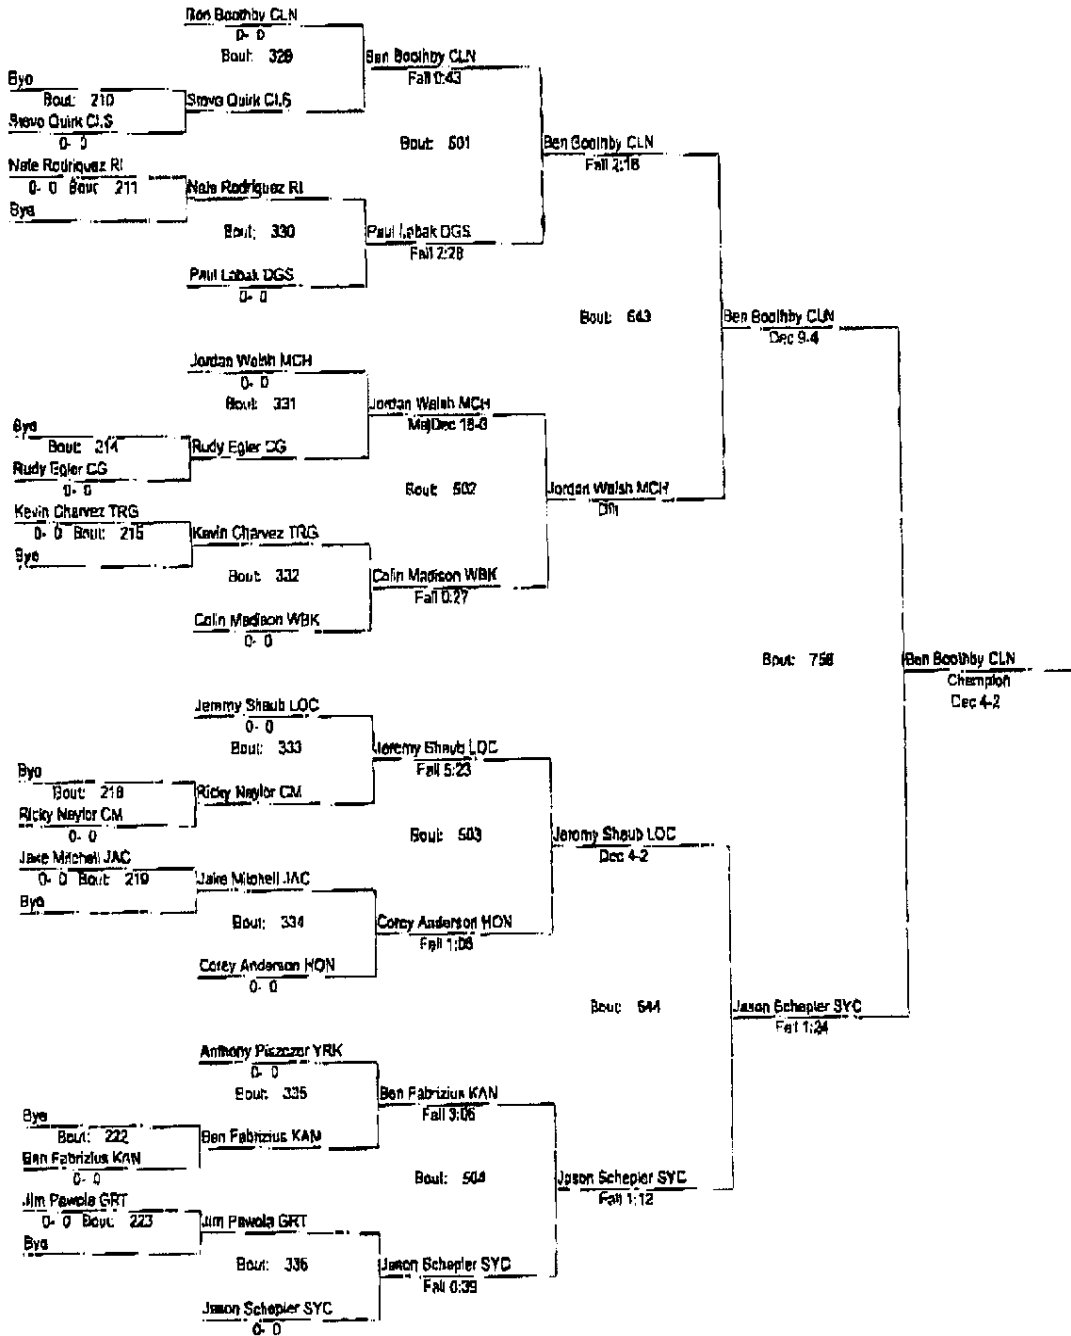 Ben Boothby CLN
0- 0
Bout: 329
Ben Boothby CLN
Fall 0:43
Bye
Bout: 210
Steve Quirk CLS
Steve Quirk CLS
0- 0
Bout: 501
Ben Boothby CLN
Fall 2:18
Nate Rodriquez RI
0- 0 Bout: 211
Nate Rodriquez RI
Bye
Bout: 330
Paul Labak DGS
Fall 2:28
Paul Labak DGS
0- 0
Bout: 643
Ben Boothby CLN
Dec 9-4
Jordan Walsh MCH
0- 0
Bout: 331
Jordan Walsh MCH
MajDec
Bye
Bout: 214
Rudy Egler CG
Rudy Egler CG
0- 0
Bout: 502
Jordan Walsh MCH
Dflt
Kevin Charvez TRG
0- 0 Bout: 215
Kevin Charvez TRG
Bye
Bout: 332
Colin Madison WBK
Fall 0:27
Colin Madison WBK
0- 0
Bout: 758
Ben Boothby CLN
Champion
Dec 4-2
Jeremy Shaub LOC
0- 0
Bout: 333
Jeremy Shaub LOC
Fall 5:23
Bye
Bout: 218
Ricky Naylor CM
Ricky Naylor CM
0- 0
Bout: 503
Jeremy Shaub LOC
Dec 4-2
Jake Mitchell JAC
0- 0 Bout: 219
Jake Mitchell JAC
Bye
Bout: 334
Corey Anderson HON
Fall
Corey Anderson HON
0- 0
Bout: 644
Jason Schepler SYC
Fall 1:24
Anthony Piszczor YRK
0- 0
Bout: 335
Ben Fabrizius KAN
Fall 3:06
Bye
Bout: 222
Ben Fabrizius KAN
Ben Fabrizius KAN
0- 0
Bout: 504
Jason Schepler SYC
Fall 1:12
Jim Pawola GRT
0- 0 Bout: 223
Jim Pawola GRT
Bye
Bout: 336
Jason Schepler SYC
Fall 0:39
Jason Schepler SYC
0- 0